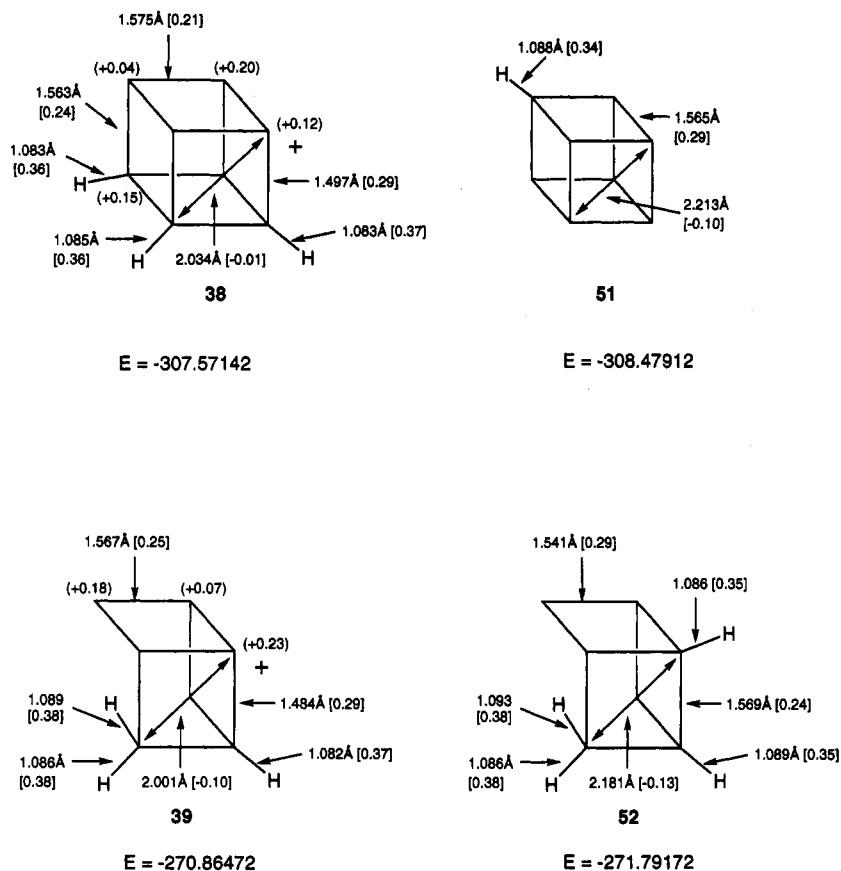 1.575Å [0.21]
(+0.04)
(+0.20)
1.563Å
[0.24]
(+0.12)
+
1.083Å
[0.36]
H
(+0.15)
1.497Å [0.29]
1.085Å
[0.36]
H
2.034Å [-0.01]
H
1.083Å [0.37]
38
E = -307.57142
1.088Å [0.34]
H
1.565Å
[0.29]
2.213Å
[-0.10]
51
E = -308.47912
1.567Å [0.25]
(+0.18)
(+0.07)
(+0.23)
+
1.089
[0.38]
H
1.484Å [0.29]
1.086Å
[0.38]
H
2.001Å [-0.10]
H
1.082Å [0.37]
39
E = -270.86472
1.541Å [0.29]
1.086 [0.35]
H
1.093
[0.38]
H
1.569Å [0.24]
1.086Å
[0.38]
H
2.181Å [-0.13]
H
1.089Å [0.35]
52
E = -271.79172